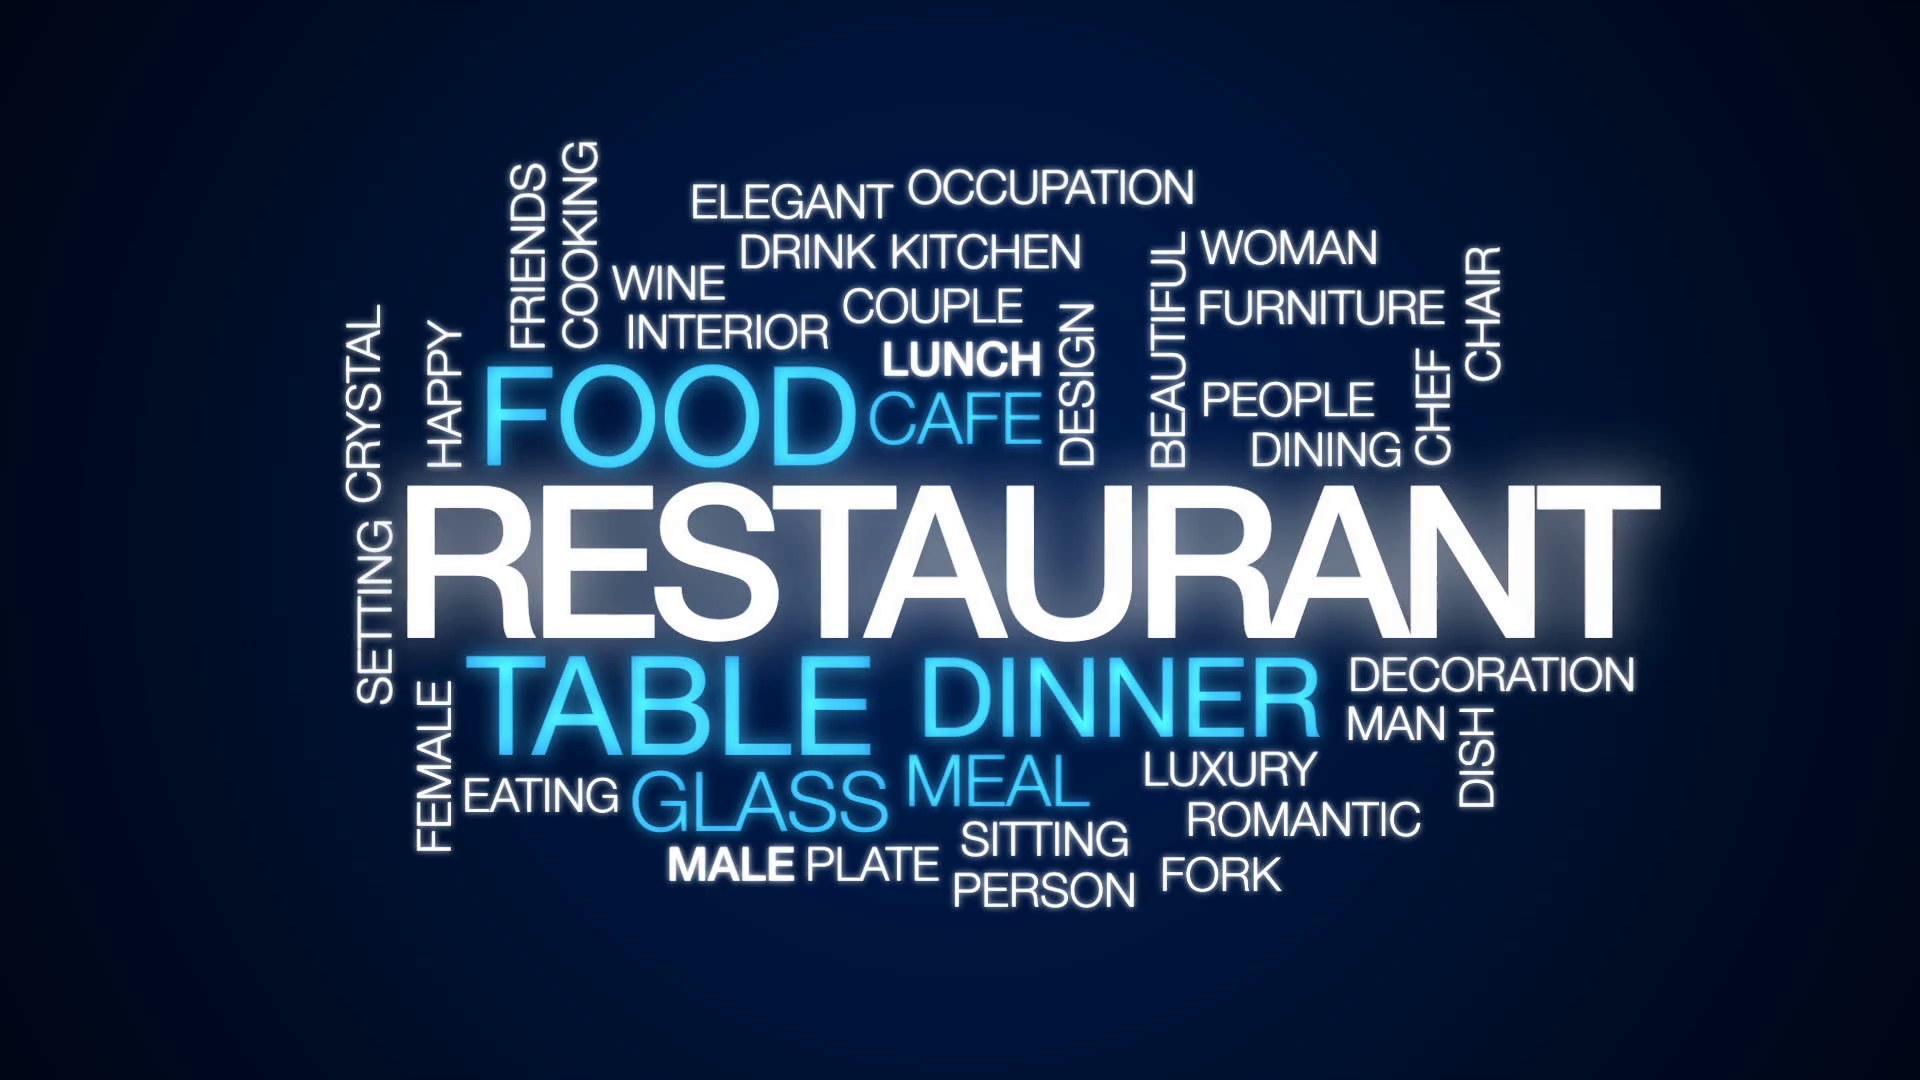 FRIENDS
COOKING
ELEGANT
OCCUPATION
DRINK
KITCHEN
WINE
COUPLE
INTERIOR
LUNCH
DESIGN
BEAUTIFUL
WOMAN
FURNITURE
CHAIR
PEOPLE
CHEF
DINING
CRYSTAL
HAPPY
FOOD
CAFE
SETTING
RESTAURANT
TABLE
DINNER
DECORATION
MAN
DISH
FEMALE
EATING
GLASS
MEAL
LUXURY
ROMANTIC
SITTING
MALE
PLATE
PERSON
FORK